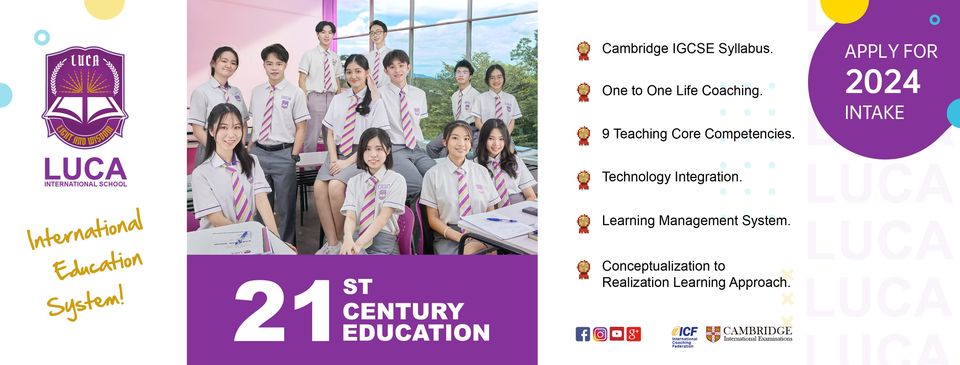 LUCA
LIGHT AND WISDOM
LUCA
INTERNATIONAL SCHOOL
International
Education
System!
21
ST
CENTURY
EDUCATION
Cambridge IGCSE Syllabus.
One to One Life Coaching.
9 Teaching Core Competencies.
Technology Integration.
Learning Management System.
Conceptualization to
Realization Learning Approach.
ICF
International
Coaching
Federation
CAMBRIDGE
International Examinations
APPLY FOR
2024
INTAKE
LUCA
LUCA
LUCA
LUCA